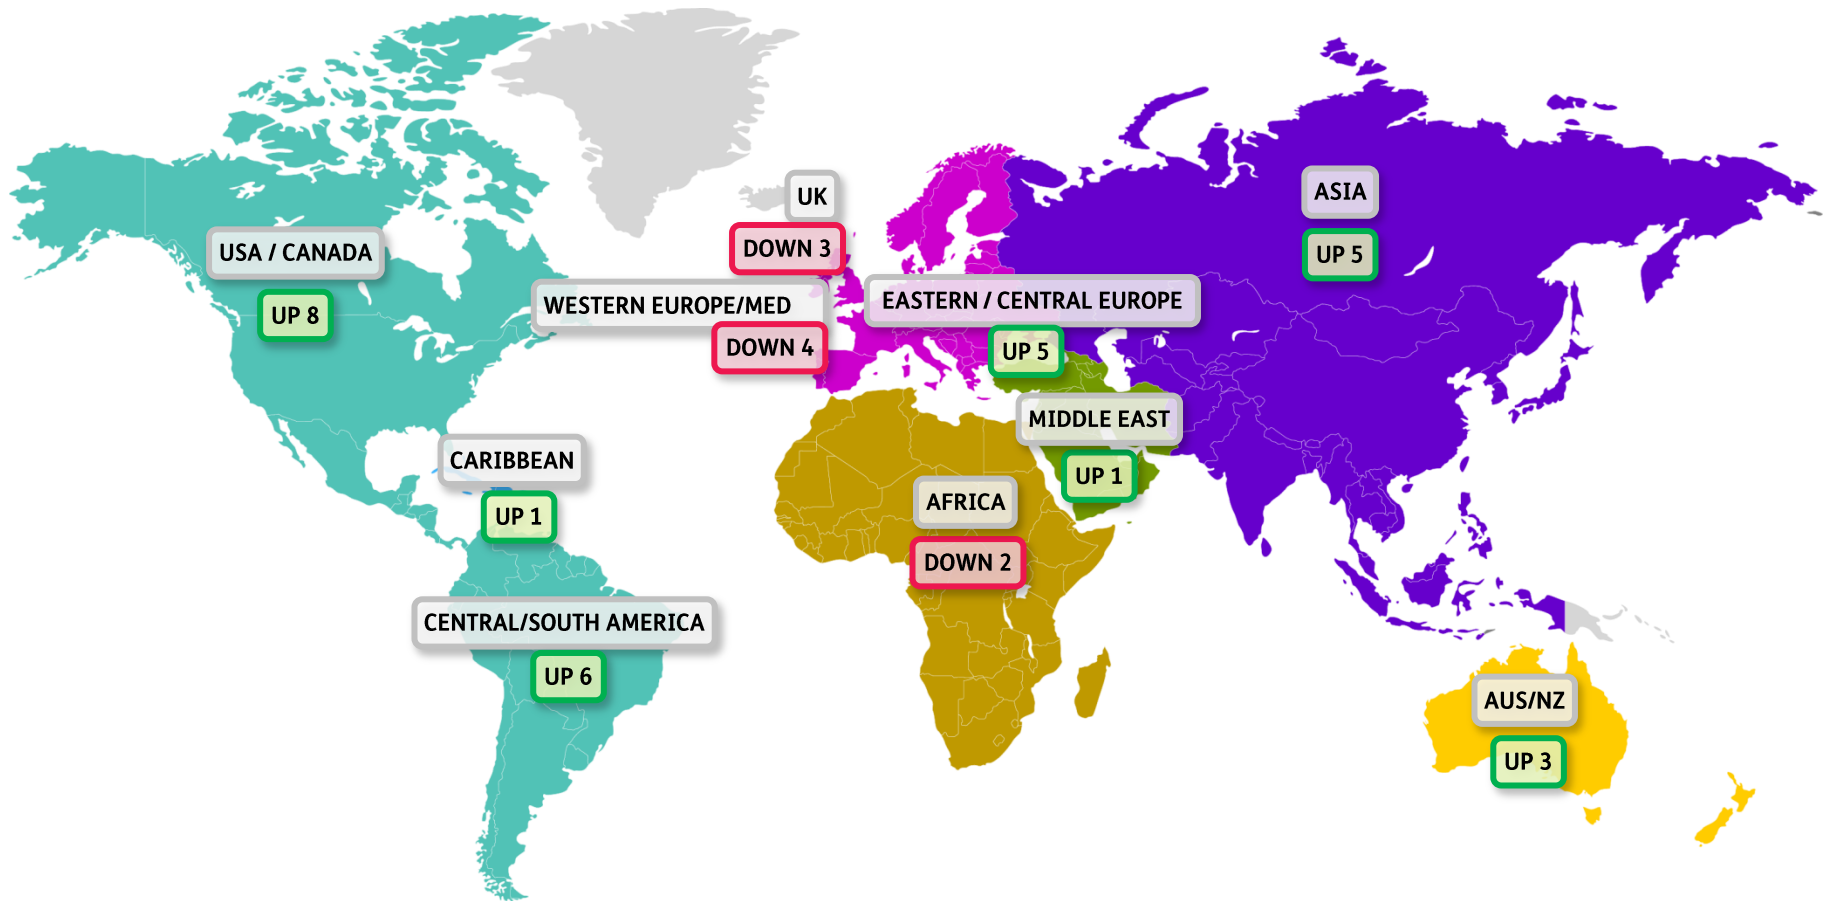 UK
ASIA
DOWN 3
USA / CANADA
UP 5
WESTERN EUROPE/MED
EASTERN / CENTRAL EUROPE
UP 8
DOWN 4
UP 5
MIDDLE EAST
CARIBBEAN
UP 1
AFRICA
UP 1
DOWN 2
CENTRAL/SOUTH AMERICA
UP 6
AUS/NZ
UP 3